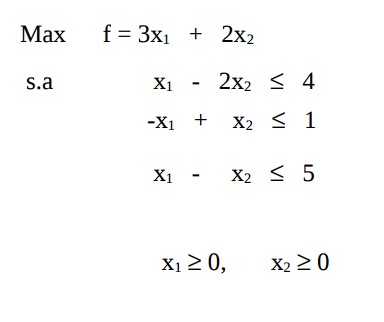 Max f = 3x₁ + 2x₂
s.a x₁ - 2x₂ ≤ 4
-x₁ + x₂ ≤ 1
x₁ - x₂ ≤ 5
x₁ ≥ 0, x₂ ≥ 0